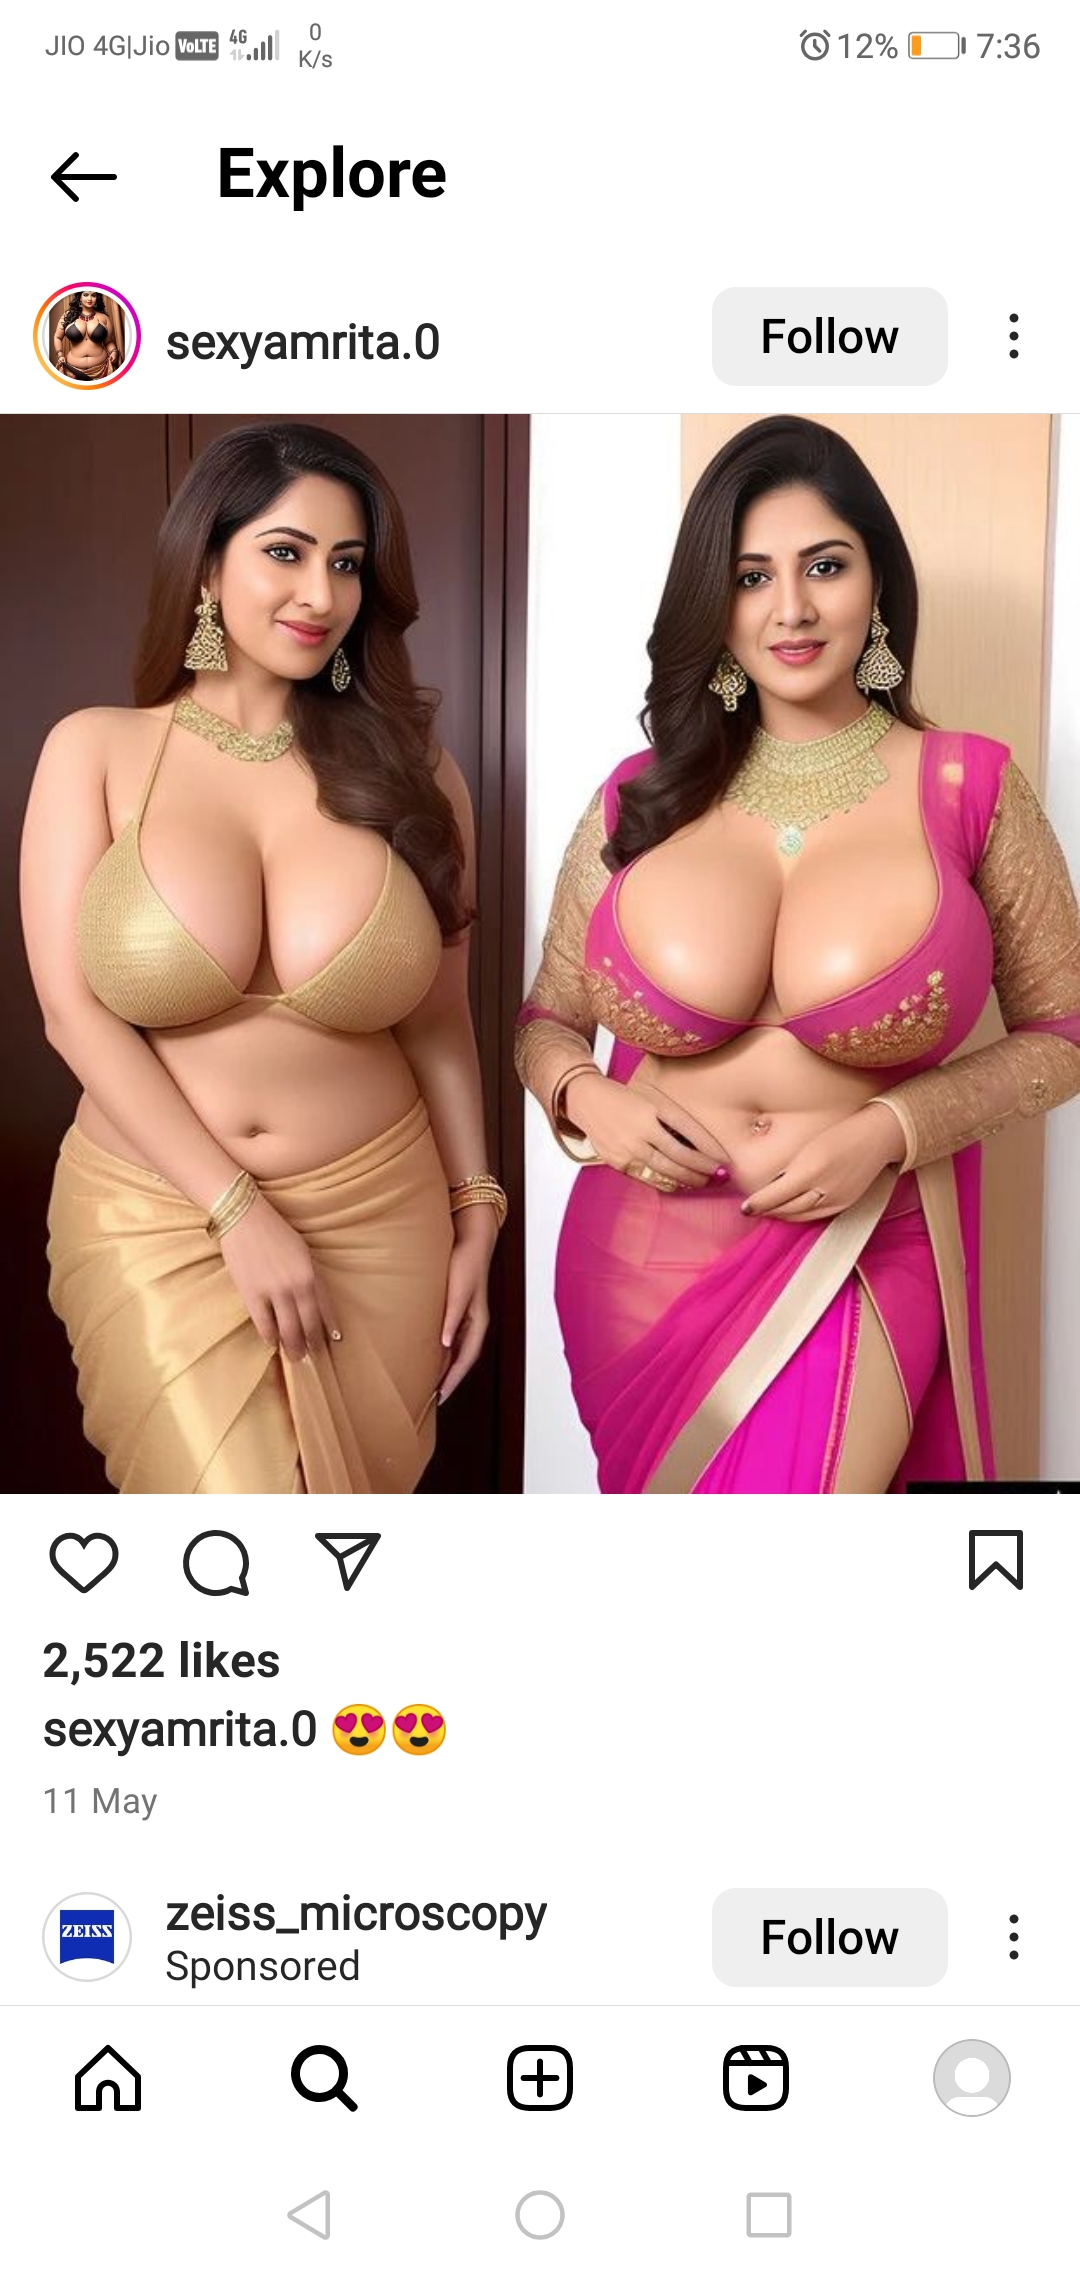 JIO 4G|Jio VoLTE 4G 0 K/s 12% 7:36
Explore
sexyamrita.0 Follow
2,522 likes
sexyamrita.0 😍😍
11 May
ZEISS
zeiss_microscopy Follow
Sponsored